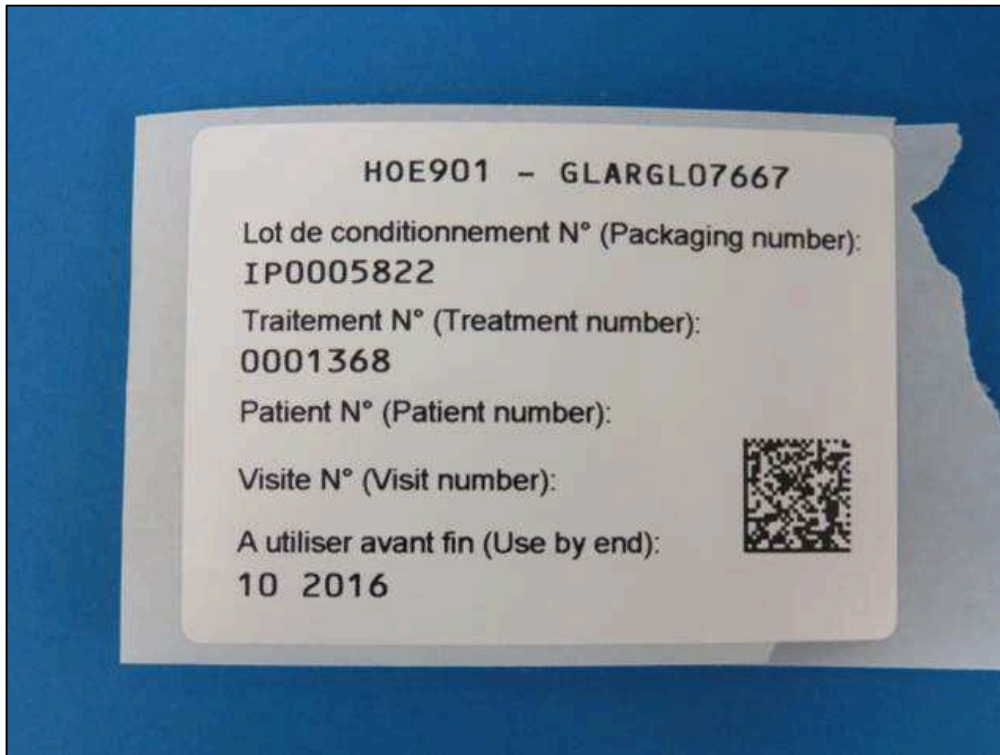 HOE901 - GLARGL07667
Lot de conditionnement N° (Packaging number):
IP0005822
Traitement N° (Treatment number):
0001368
Patient N° (Patient number):
Visite N° (Visit number):
A utiliser avant fin (Use by end):
10 2016